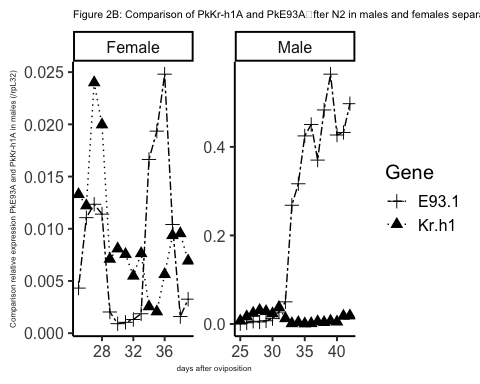 Figure 2B: Comparison of PkKr-h1A and PkE93A□fter N2 in males and females separa
Female
Male
Comparison relative expression PkE93A and PKKr-h1A in males (/rpL32)
0.025
0.020
0.015
0.010
0.005
0.000
0.4
0.2
0.0
28 32 36
25 30 35 40
days after oviposition
Gene
E93.1
Kr.h1